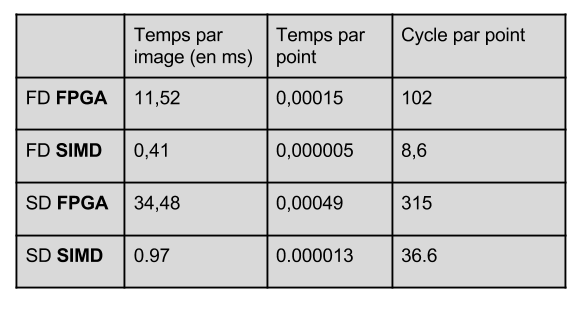 Temps par image (en ms) Temps par point Cycle par point
FD FPGA 11,52 0,00015 102
FD SIMD 0,41 0,000005 8,6
SD FPGA 34,48 0,00049 315
SD SIMD 0.97 0.000013 36.6